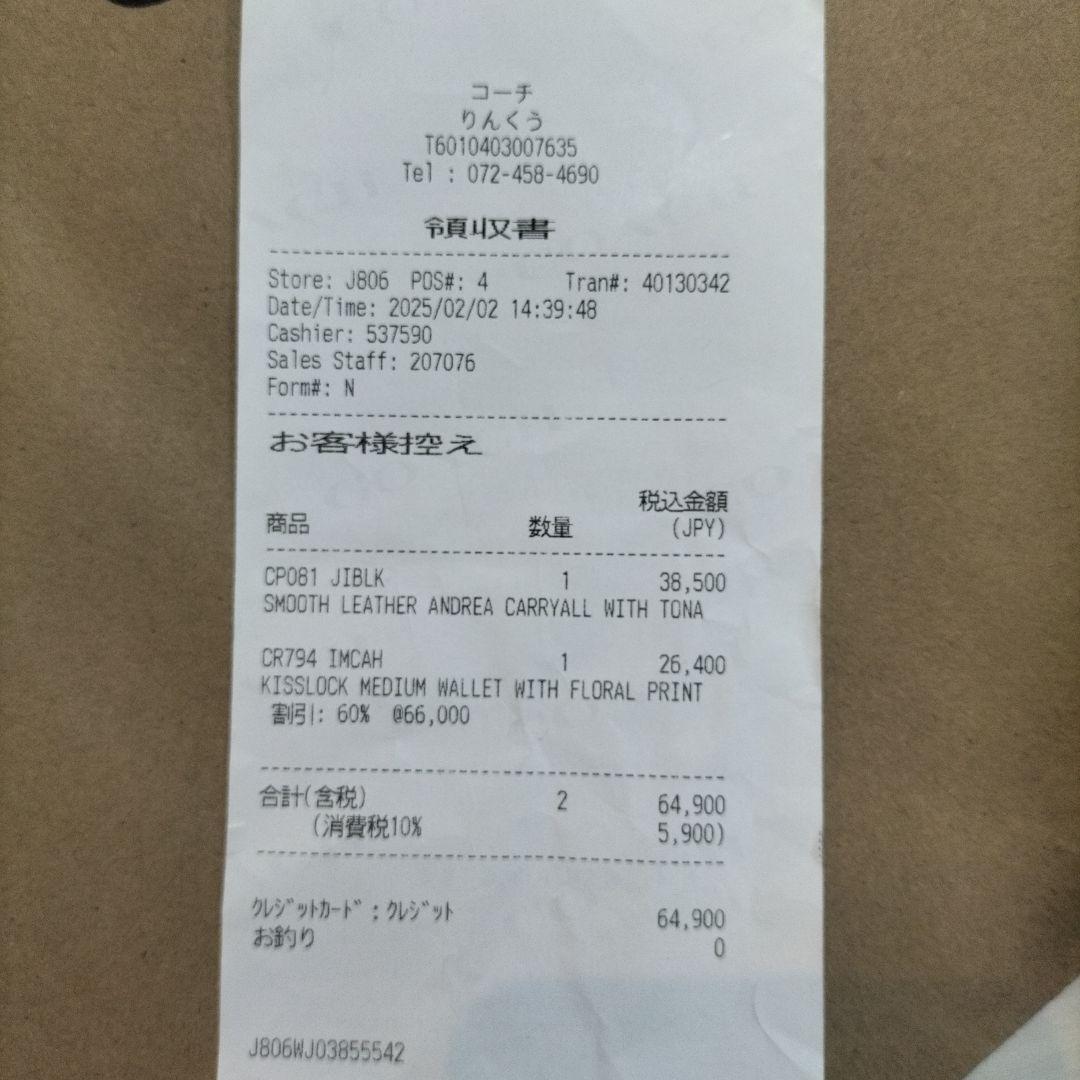 コーチ
りんくう
T6010403007635
Tel : 072-458-4690
領収書
Store: J806 POS#: 4 Tran#: 40130342
Date/Time: 2025/02/02 14:39:48
Cashier: 537590
Sales Staff: 207076
Form#: N
お客様控え
税込金額
商品 数量 (JPY)
CP081 JIBLK 1 38,500
SMOOTH LEATHER ANDREA CARRYALL WITH TONA
CR794 IMCAH 1 26,400
KISSLOCK MEDIUM WALLET WITH FLORAL PRINT
割引: 60% @66,000
合計(含税) 2 64,900
(消費税10% 5,900)
ｸﾚｼﾞｯﾄｶｰﾄﾞ：ｸﾚｼﾞｯﾄ 64,900
お釣り 0
J806WJ03855542